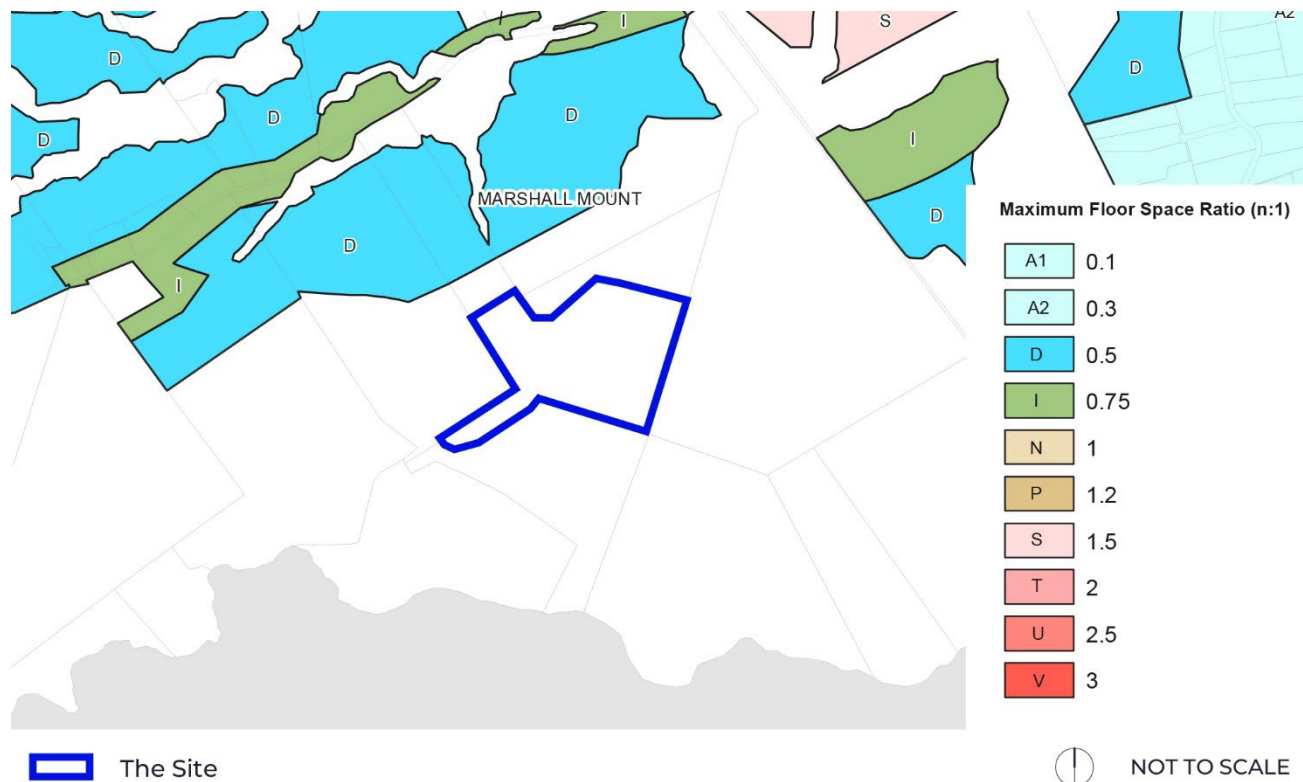 S
A2
I
D
D
D
D
D
I
MARSHALL MOUNT
D
D
I
Maximum Floor Space Ratio (n:1)
A1 0.1
A2 0.3
D 0.5
I 0.75
N 1
P 1.2
S 1.5
T 2
U 2.5
V 3
The Site
NOT TO SCALE